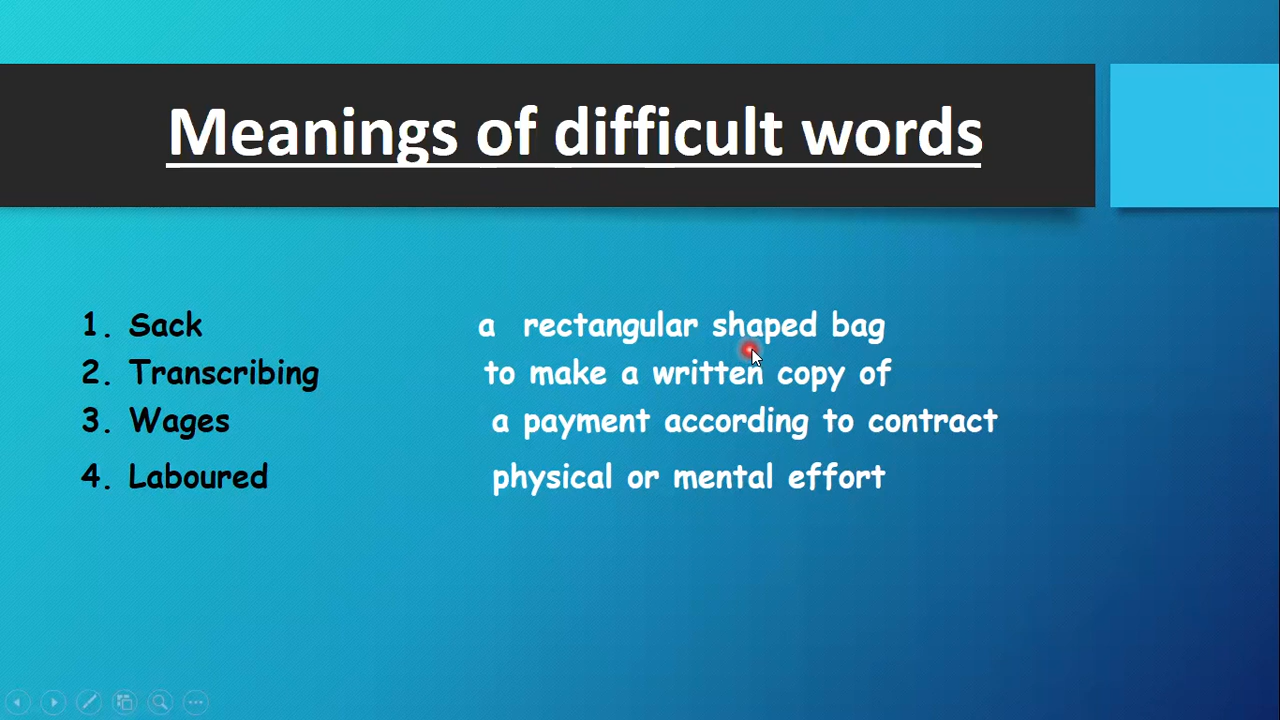 Meanings of difficult words
1. Sack a rectangular shaped bag
2. Transcribing to make a written copy of
3. Wages a payment according to contract
4. Laboured physical or mental effort